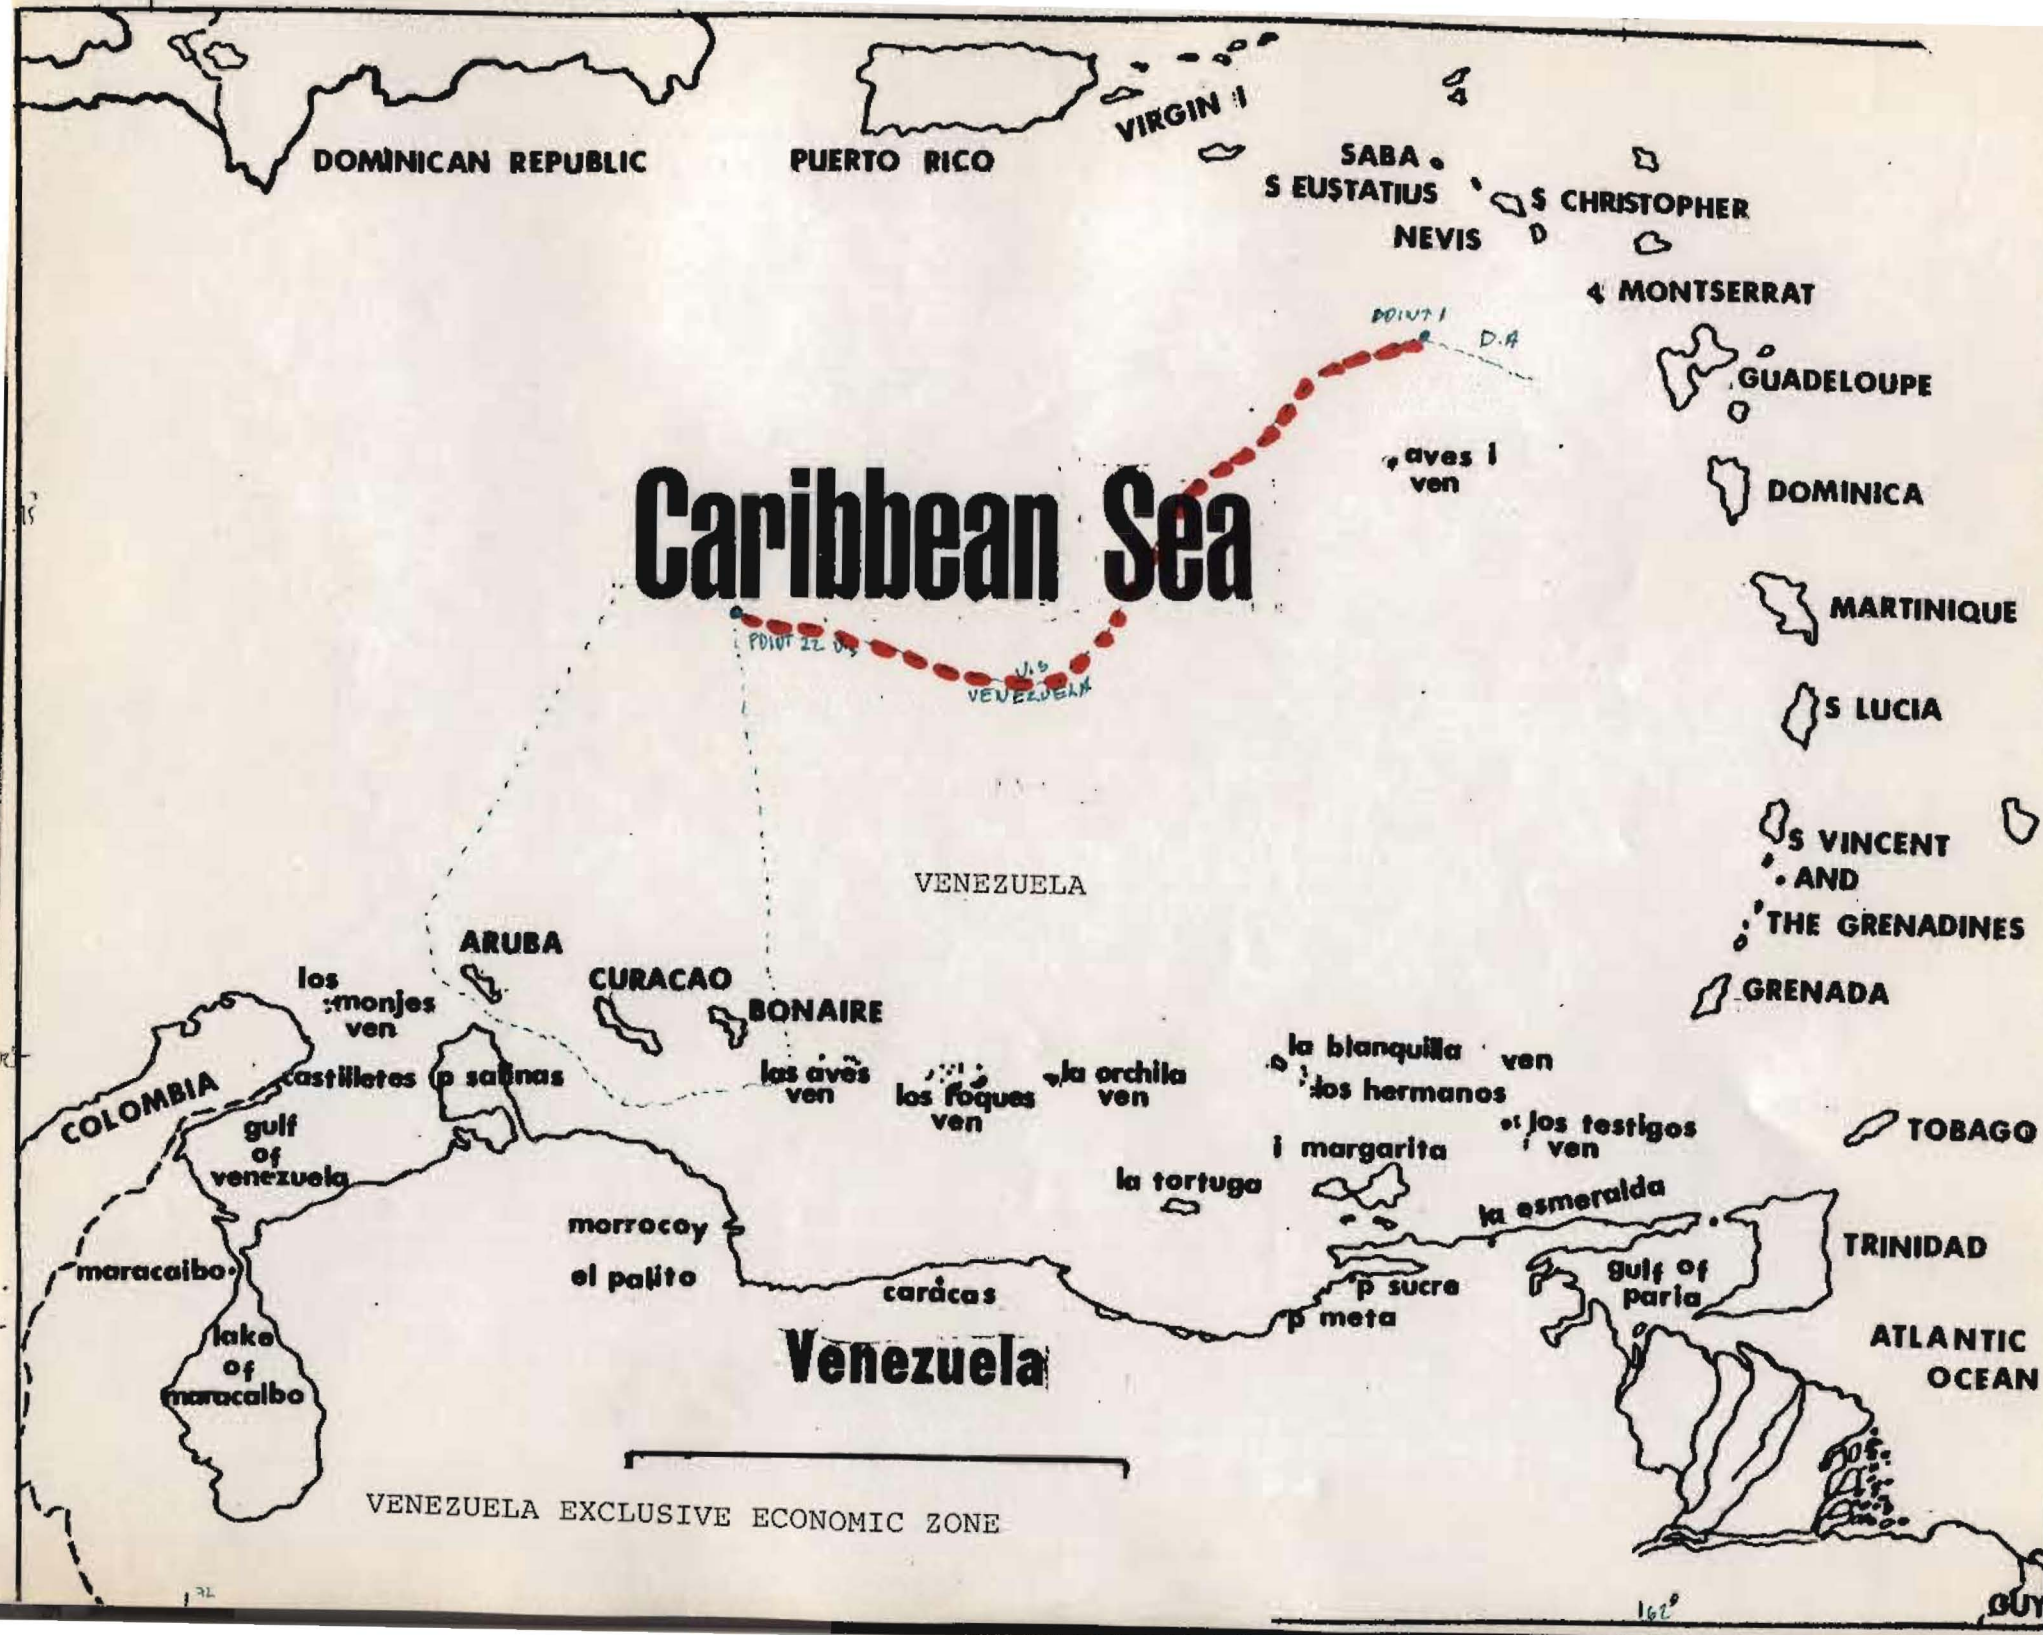 DOMINICAN REPUBLIC
PUERTO RICO
VIRGIN I
SABA
S EUSTATIUS
S CHRISTOPHER
NEVIS
MONTSERRAT
POINT 1
D.A
GUADELOUPE
aves i
ven
DOMINICA
Caribbean Sea
MARTINIQUE
POINT 22 U.S
U.S
VENEZUELA
S LUCIA
S VINCENT
AND
THE GRENADINES
VENEZUELA
ARUBA
CURACAO
BONAIRE
los
monjes
ven
GRENADA
COLOMBIA
castilletes
p salinas
las aves
ven
los roques
ven
la orchila
ven
la blanquilla
ven
los hermanos
los testigos
ven
TOBAGO
gulf
of
venezuela
i margarita
la tortuga
la esmeralda
morrocoy
el palito
maracaibo
caracas
p sucre
p meta
gulf of
paria
TRINIDAD
lake
of
maracaibo
Venezuela
ATLANTIC
OCEAN
VENEZUELA EXCLUSIVE ECONOMIC ZONE
72
62°
GUY